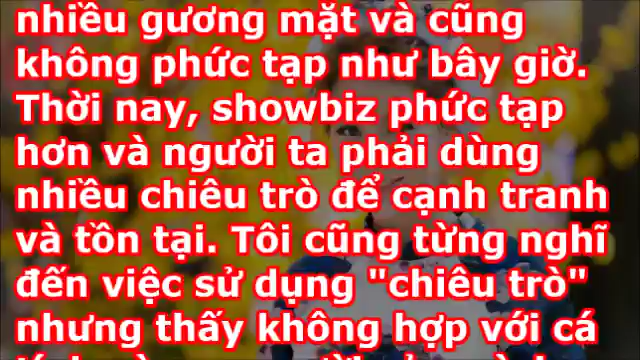 nhiều gương mặt và cũng
không phức tạp như bây giờ.
Thời nay, showbiz phức tạp
hơn và người ta phải dùng
nhiều chiêu trò để cạnh tranh
và tồn tại. Tôi cũng từng nghĩ
đến việc sử dụng "chiêu trò"
nhưng thấy không hợp với cá